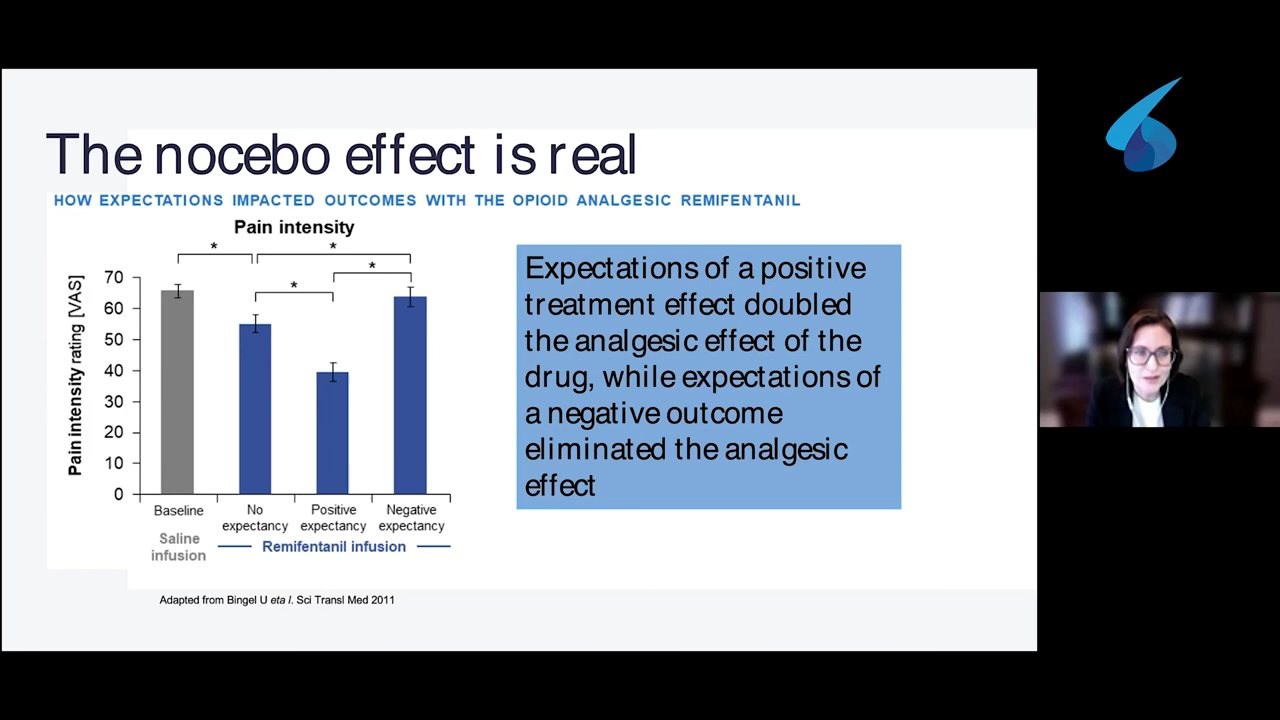 The nocebo effect is real
HOW EXPECTATIONS IMPACTED OUTCOMES WITH THE OPIOID ANALGESIC REMIFENTANIL
Pain intensity
* *
*
*
Pain intensity rating [VAS]
70
60
50
40
30
20
10
0
Baseline
No
expectancy
Positive
expectancy
Negative
expectancy
Saline
infusion
Remifentanil infusion
Expectations of a positive
treatment effect doubled
the analgesic effect of the
drug, while expectations of
a negative outcome
eliminated the analgesic
effect
Adapted from Bingel U eta l. Sci Transl Med 2011